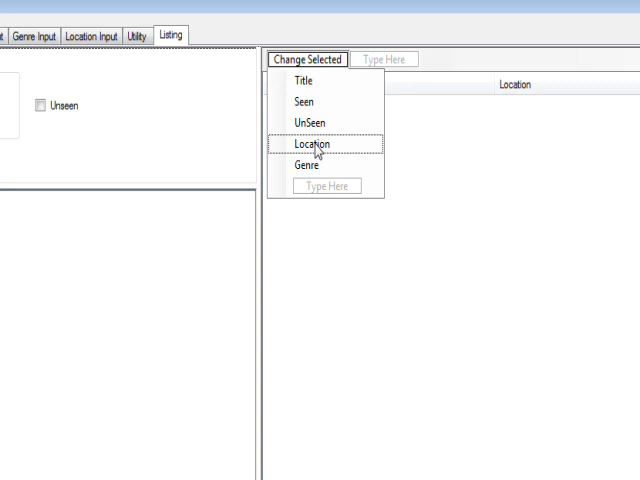 t Genre Input Location Input Utility Listing
Change Selected Type Here
Title
Location
Seen
Unseen
UnSeen
Location
Genre
Type Here